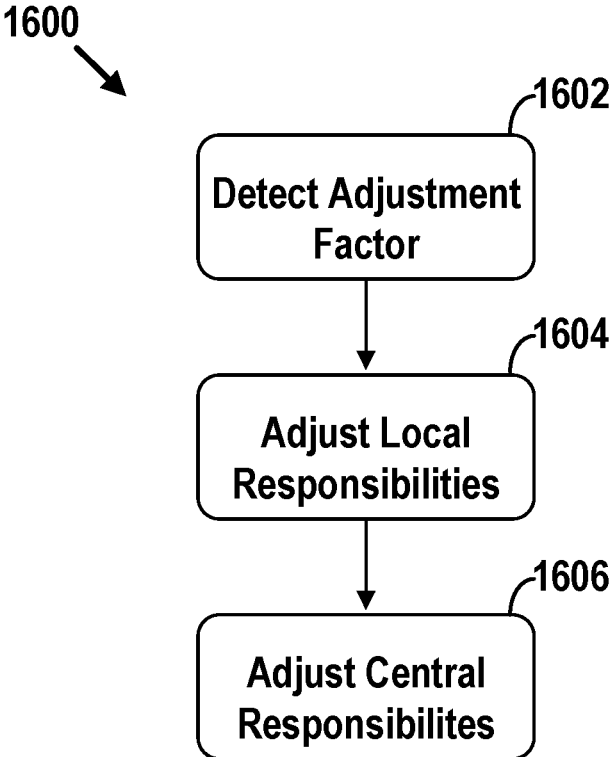 1600
1602
Detect Adjustment
Factor
1604
Adjust Local
Responsibilities
1606
Adjust Central
Responsibilites